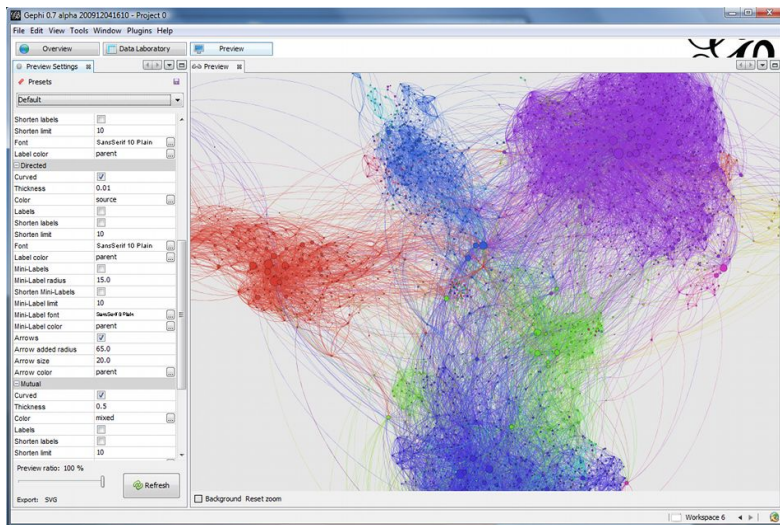 Gephi 0.7 alpha 200912041610 - Project 0
File Edit View Tools Window Plugins Help
Overview Data Laboratory Preview
Preview Settings Preview
Presets
Default
Shorten labels
Shorten limit 10
Font SansSerif 10 Plain
Label color parent
Directed
Curved
Thickness 0.01
Color source
Labels
Shorten labels
Shorten limit 10
Font SansSerif 10 Plain
Label color parent
Mini-Labels
Mini-Label radius 15.0
Shorten Mini-Labels
Mini-Label limit 10
Mini-Label font SansSerif 8 Plain
Mini-Label color parent
Arrows
Arrow added radius 65.0
Arrow size 20.0
Arrow color parent
Mutual
Curved
Thickness 0.5
Color mixed
Labels
Shorten labels
Shorten limit 10
Preview ratio: 100 %
Refresh
Export: SVG
Background Reset zoom
Workspace 6